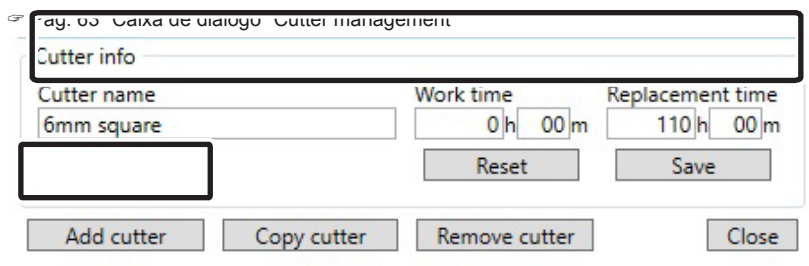 ☞ Pag. 63 "Caixa de diálogo "Cutter management""
Cutter info
Cutter name Work time Replacement time
6mm square 0 h 00 m 110 h 00 m
Reset Save
Add cutter Copy cutter Remove cutter Close